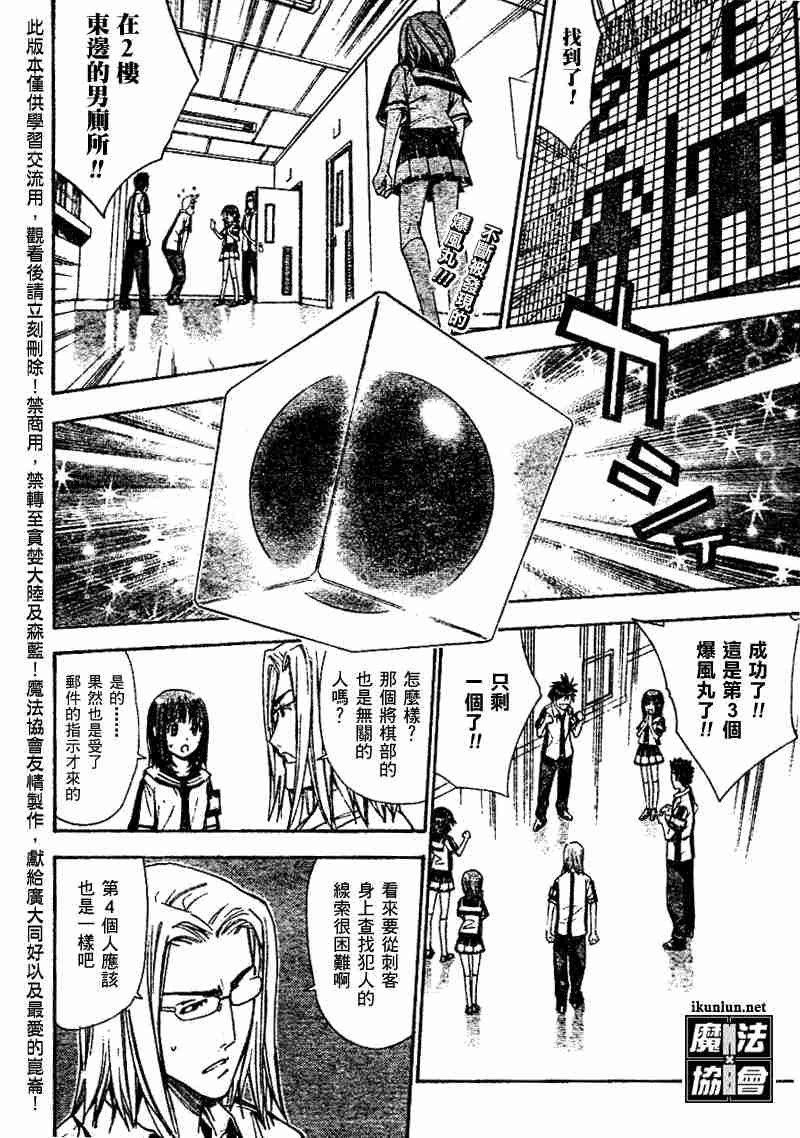 找到了！
2F-E
在2樓
東邊的男廁所!!
不斷被發現的
爆風丸!!!
カシィ
成功了!!
這是第3個
爆風丸了!!
只剩
一個了!!
怎麼樣？
那個將棋部的
也是無關的
人嗎？
是的……
果然也是受了
郵件的指示才來的
看來要從刺客
身上查找犯人的
線索很困難啊
第4個人應該
也是一樣吧
此版本僅供學習交流用，觀看後請立刻刪除！禁商用，禁轉至貪婪大陸及森藍！魔法協會友情製作，獻給廣大同好以及最愛的崑崙！
ikunlun.net
魔法
協會